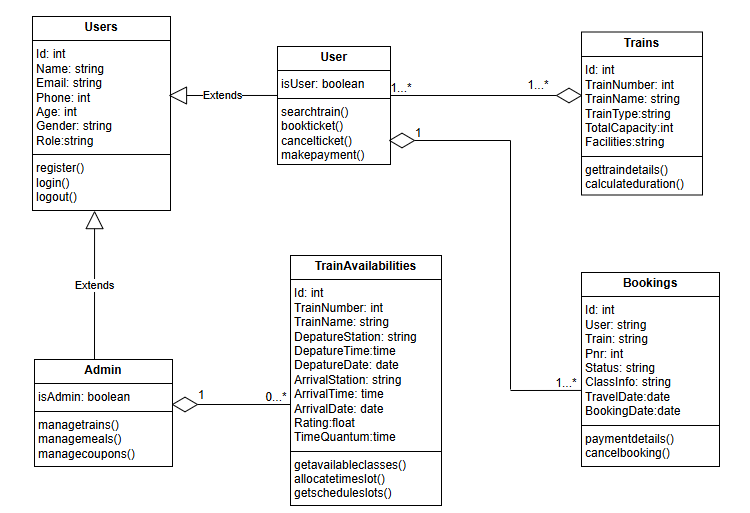 Users
Id: int
Name: string
Email: string
Phone: int
Age: int
Gender: string
Role:string
register()
login()
logout()
Extends
User
isUser: boolean
searchtrain()
bookticket()
cancelticket()
makepayment()
1...*
1...*
1
Trains
Id: int
TrainNumber: int
TrainName: string
TrainType:string
TotalCapacity:int
Facilities:string
gettraindetails()
calculateduration()
Extends
Admin
isAdmin: boolean
managetrains()
managemeals()
managecoupons()
1
0...*
TrainAvailabilities
Id: int
TrainNumber: int
TrainName: string
DepatureStation: string
DepatureTime:time
DepatureDate: date
ArrivalStation: string
ArrivalTime: time
ArrivalDate: date
Rating:float
TimeQuantum:time
getavailableclasses()
allocatetimeslot()
getscheduleslots()
1...*
Bookings
Id: int
User: string
Train: string
Pnr: int
Status: string
ClassInfo: string
TravelDate:date
BookingDate:date
paymentdetails()
cancelbooking()